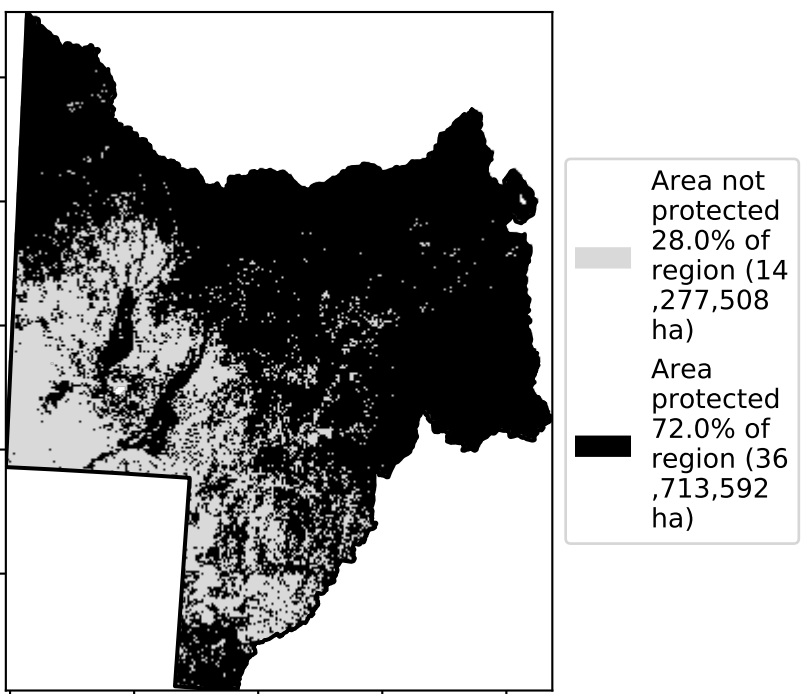 Area not
protected
28.0% of
region (14
,277,508
ha)
Area
protected
72.0% of
region (36
,713,592
ha)